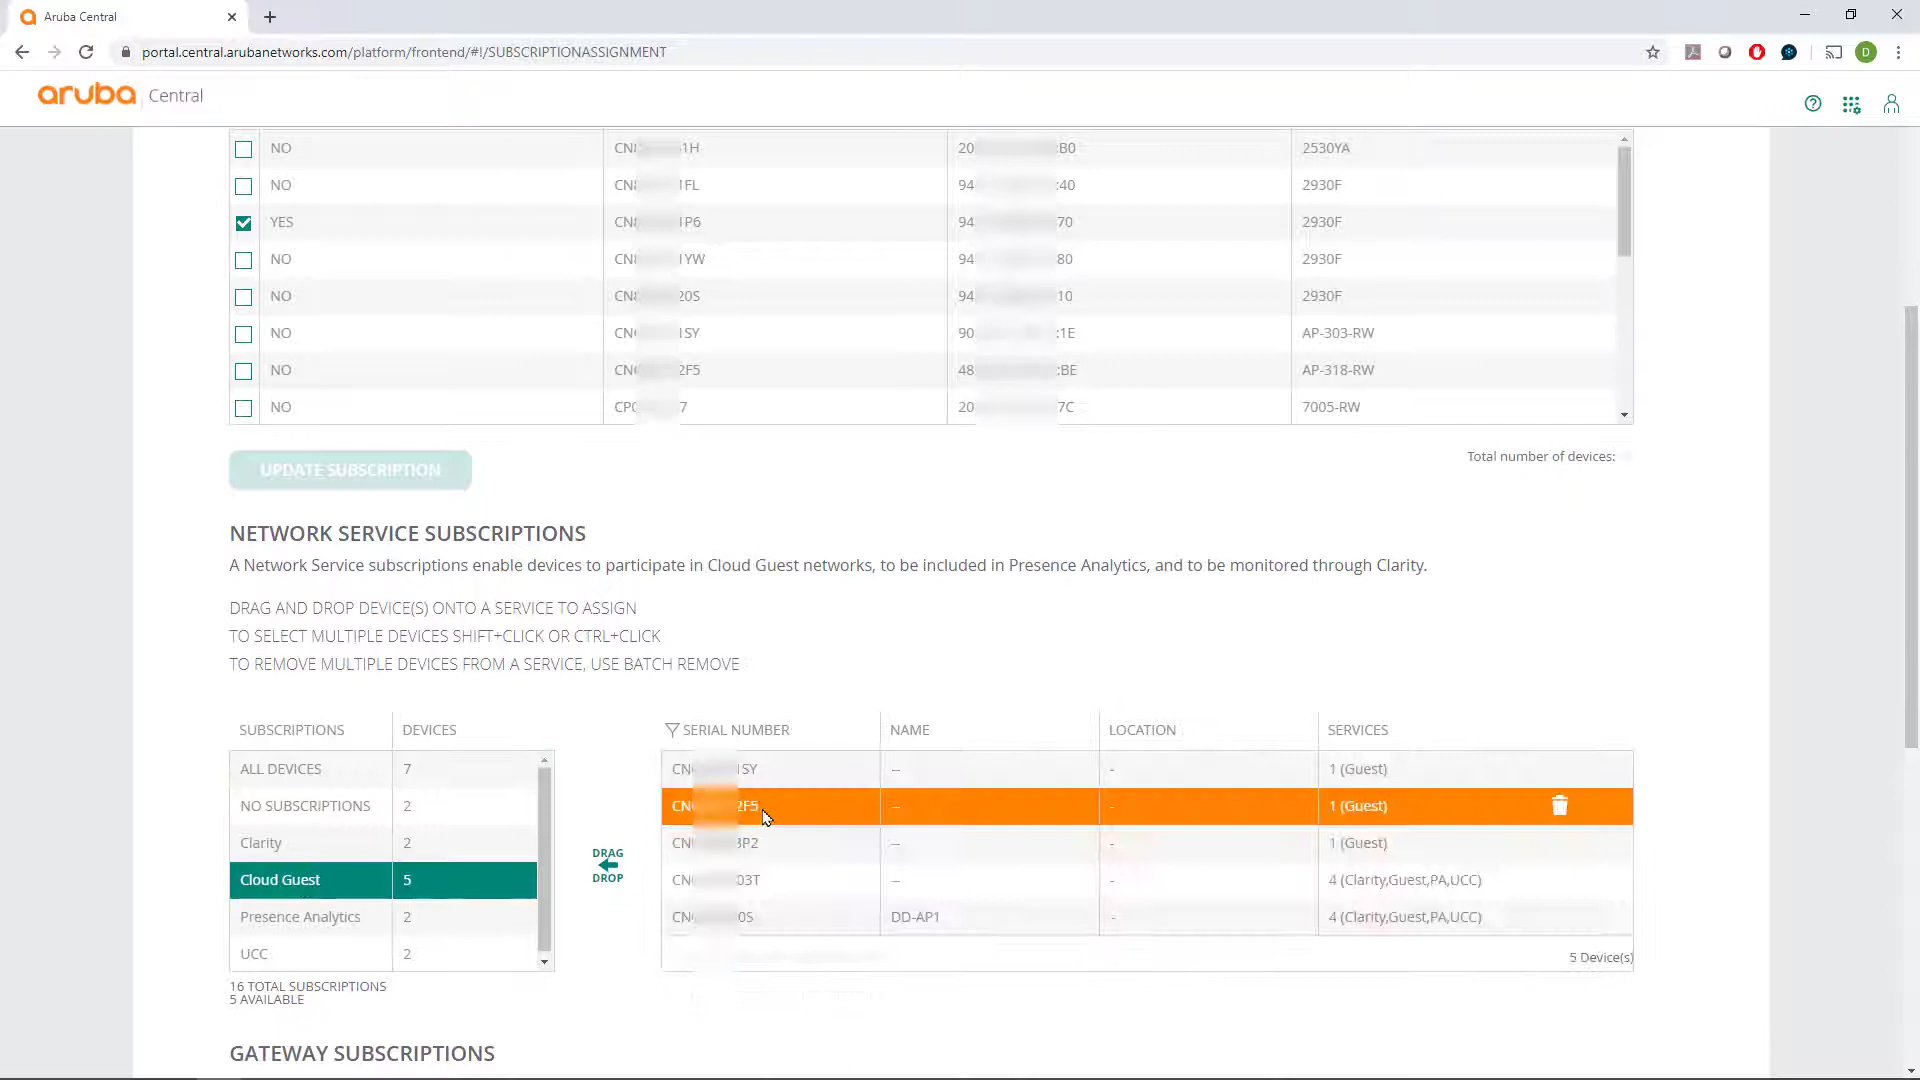 Aruba Central
portal.central.arubanetworks.com/platform/frontend/#!/SUBSCRIPTIONASSIGNMENT
D
aruba Central
NO CN 1H 20 :B0 2530YA
NO CN 1FL 94 :40 2930F
YES CN 1P6 94 70 2930F
NO CN 1YW 94 80 2930F
NO CN 20S 94 10 2930F
NO CN 1SY 90 :1E AP-303-RW
NO CN 2F5 48 :BE AP-318-RW
NO CP 7 20 7C 7005-RW
UPDATE SUBSCRIPTION
Total number of devices:
NETWORK SERVICE SUBSCRIPTIONS
A Network Service subscriptions enable devices to participate in Cloud Guest networks, to be included in Presence Analytics, and to be monitored through Clarity.
DRAG AND DROP DEVICE(S) ONTO A SERVICE TO ASSIGN
TO SELECT MULTIPLE DEVICES SHIFT+CLICK OR CTRL+CLICK
TO REMOVE MULTIPLE DEVICES FROM A SERVICE, USE BATCH REMOVE
SUBSCRIPTIONS DEVICES
ALL DEVICES 7
NO SUBSCRIPTIONS 2
Clarity 2
Cloud Guest 5
Presence Analytics 2
UCC 2
16 TOTAL SUBSCRIPTIONS
5 AVAILABLE
DRAG
DROP
SERIAL NUMBER NAME LOCATION SERVICES
CN 1SY -- - 1 (Guest)
CN 2F5 -- - 1 (Guest)
CN 3P2 -- - 1 (Guest)
CN 03T -- - 4 (Clarity,Guest,PA,UCC)
CN 0S DD-AP1 - 4 (Clarity,Guest,PA,UCC)
5 Device(s)
GATEWAY SUBSCRIPTIONS